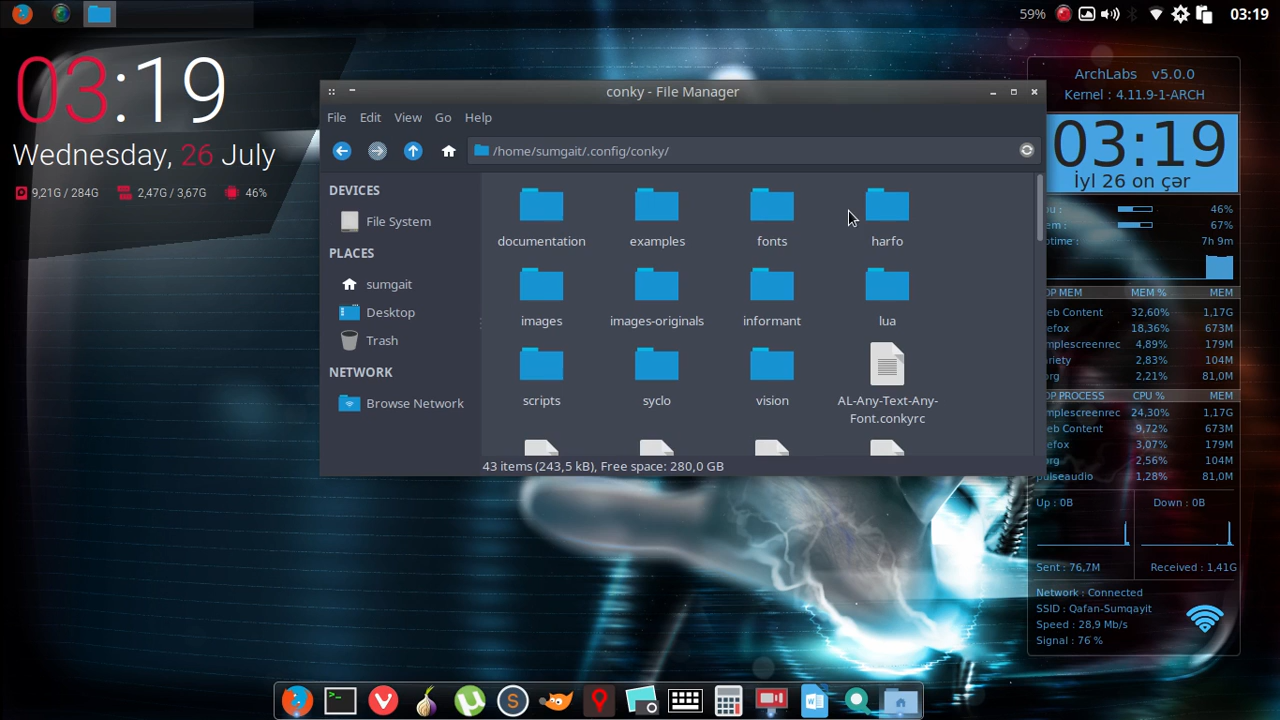 59%
03:19
03:19
Wednesday, 26 July
9,21G / 284G
2,47G / 3,67G
46%
conky - File Manager
File Edit View Go Help
/home/sumgait/.config/conky/
DEVICES
File System
PLACES
sumgait
Desktop
Trash
NETWORK
Browse Network
documentation
examples
fonts
harfo
images
images-originals
informant
lua
scripts
syclo
vision
AL-Any-Text-Any-
Font.conkyrc
43 items (243,5 kB), Free space: 280,0 GB
ArchLabs v5.0.0
Kernel : 4.11.9-1-ARCH
03:19
İyl 26 on çər
46%
67%
7h 9m
MEM % MEM
32,60% 1,17G
18,36% 673M
4,89% 179M
2,83% 104M
2,21% 81,0M
PROCESS CPU % MEM
24,30% 1,17G
9,72% 673M
3,07% 179M
2,56% 104M
1,28% 81,0M
Up : 0B Down : 0B
Sent : 76,7M Received : 1,41G
Network : Connected
SSID : Qafan-Sumqayit
Speed : 28,9 Mb/s
Signal : 76 %